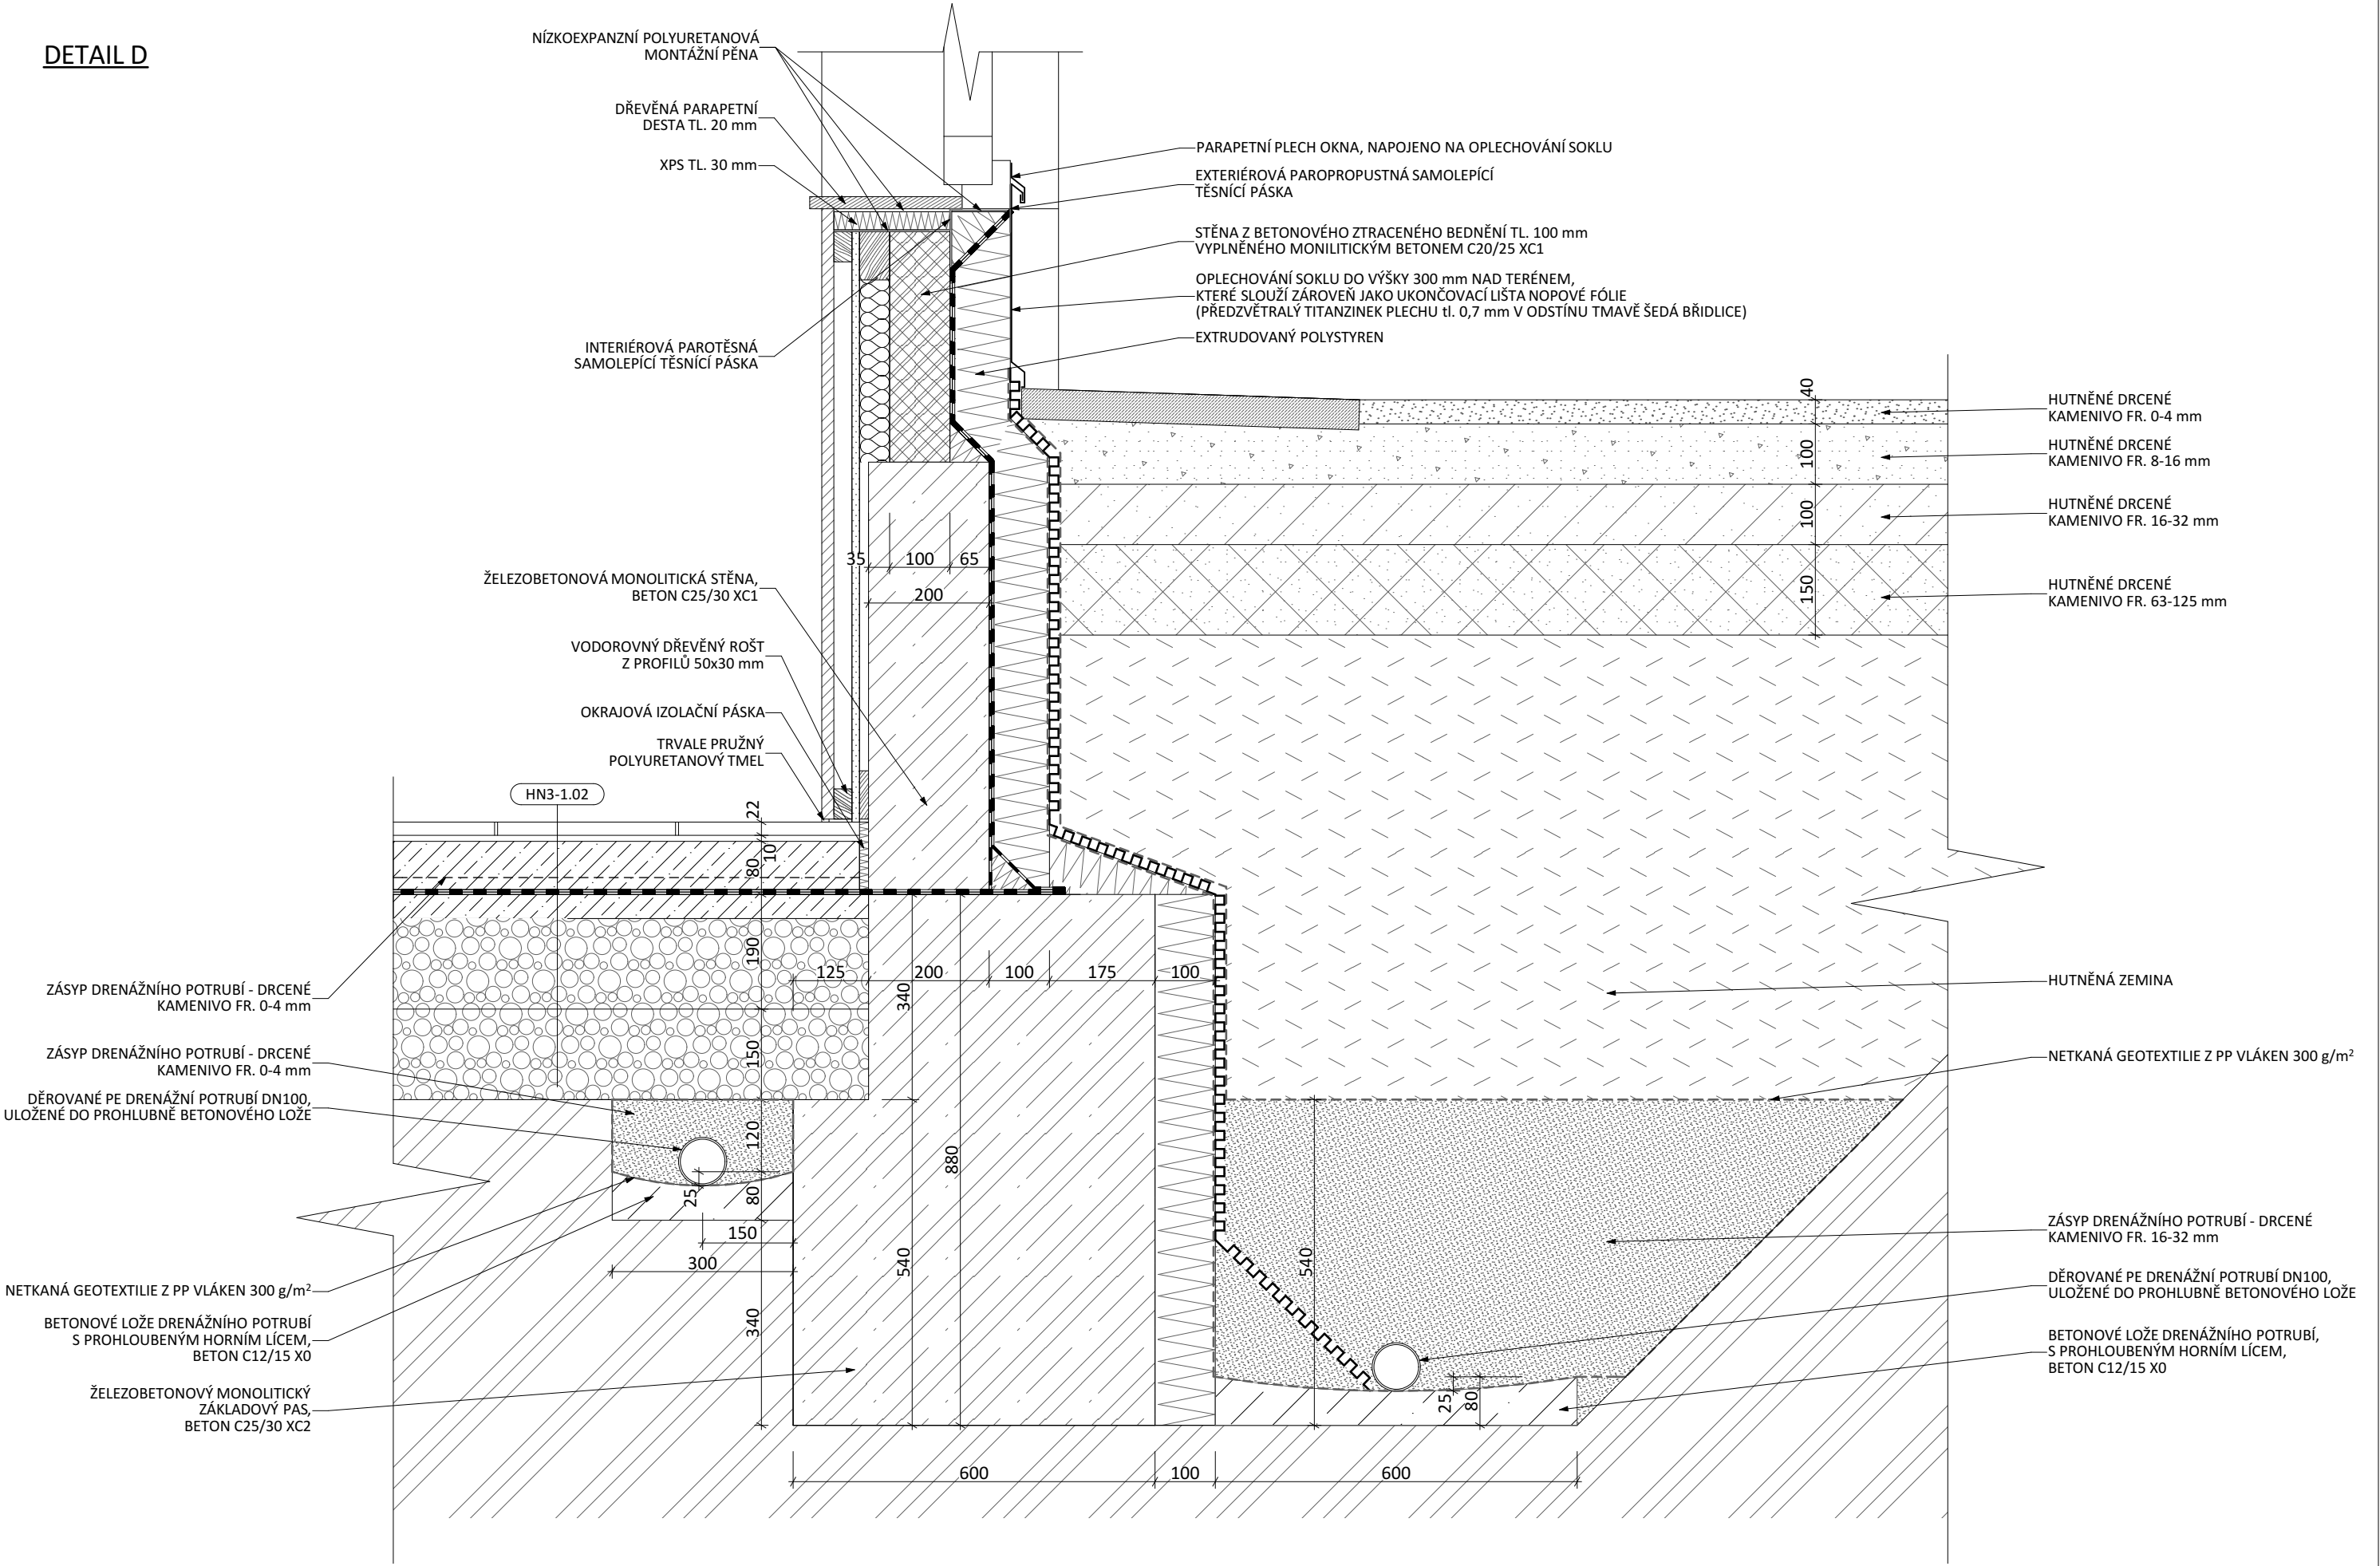 DETAIL D
NÍZKOEXPANZNÍ POLYURETANOVÁ
MONTÁŽNÍ PĚNA
DŘEVĚNÁ PARAPETNÍ
DESTA TL. 20 mm
XPS TL. 30 mm
INTERIÉROVÁ PAROTĚSNÁ
SAMOLEPÍCÍ TĚSNÍCÍ PÁSKA
ŽELEZOBETONOVÁ MONOLITICKÁ STĚNA,
BETON C25/30 XC1
VODOROVNÝ DŘEVĚNÝ ROŠT
Z PROFILŮ 50x30 mm
OKRAJOVÁ IZOLAČNÍ PÁSKA
TRVALE PRUŽNÝ
POLYURETANOVÝ TMEL
HN3-1.02
ZÁSYP DRENÁŽNÍHO POTRUBÍ - DRCENÉ
KAMENIVO FR. 0-4 mm
ZÁSYP DRENÁŽNÍHO POTRUBÍ - DRCENÉ
KAMENIVO FR. 0-4 mm
DĚROVANÉ PE DRENÁŽNÍ POTRUBÍ DN100,
ULOŽENÉ DO PROHLUBNĚ BETONOVÉHO LOŽE
NETKANÁ GEOTEXTILIE Z PP VLÁKEN 300 g/m²
BETONOVÉ LOŽE DRENÁŽNÍHO POTRUBÍ
S PROHLOUBENÝM HORNÍM LÍCEM,
BETON C12/15 X0
ŽELEZOBETONOVÝ MONOLITICKÝ
ZÁKLADOVÝ PAS,
BETON C25/30 XC2
PARAPETNÍ PLECH OKNA, NAPOJENO NA OPLECHOVÁNÍ SOKLU
EXTERIÉROVÁ PAROPROPUSTNÁ SAMOLEPÍCÍ
TĚSNÍCÍ PÁSKA
STĚNA Z BETONOVÉHO ZTRACENÉHO BEDNĚNÍ TL. 100 mm
VYPLNĚNÉHO MONILITICKÝM BETONEM C20/25 XC1
OPLECHOVÁNÍ SOKLU DO VÝŠKY 300 mm NAD TERÉNEM,
KTERÉ SLOUŽÍ ZÁROVEŇ JAKO UKONČOVACÍ LIŠTA NOPOVÉ FÓLIE
(PŘEDZVĚTRALÝ TITANZINEK PLECHU tl. 0,7 mm V ODSTÍNU TMAVĚ ŠEDÁ BŘIDLICE)
EXTRUDOVANÝ POLYSTYREN
HUTNĚNÉ DRCENÉ
KAMENIVO FR. 0-4 mm
HUTNĚNÉ DRCENÉ
KAMENIVO FR. 8-16 mm
HUTNĚNÉ DRCENÉ
KAMENIVO FR. 16-32 mm
HUTNĚNÉ DRCENÉ
KAMENIVO FR. 63-125 mm
HUTNĚNÁ ZEMINA
NETKANÁ GEOTEXTILIE Z PP VLÁKEN 300 g/m²
ZÁSYP DRENÁŽNÍHO POTRUBÍ - DRCENÉ
KAMENIVO FR. 16-32 mm
DĚROVANÉ PE DRENÁŽNÍ POTRUBÍ DN100,
ULOŽENÉ DO PROHLUBNĚ BETONOVÉHO LOŽE
BETONOVÉ LOŽE DRENÁŽNÍHO POTRUBÍ,
S PROHLOUBENÝM HORNÍM LÍCEM,
BETON C12/15 X0
40
100
100
150
35
100
65
200
22
10
80
190
150
120
80
340
25
150
300
125
200
100
175
100
340
540
880
540
25
80
600
100
600